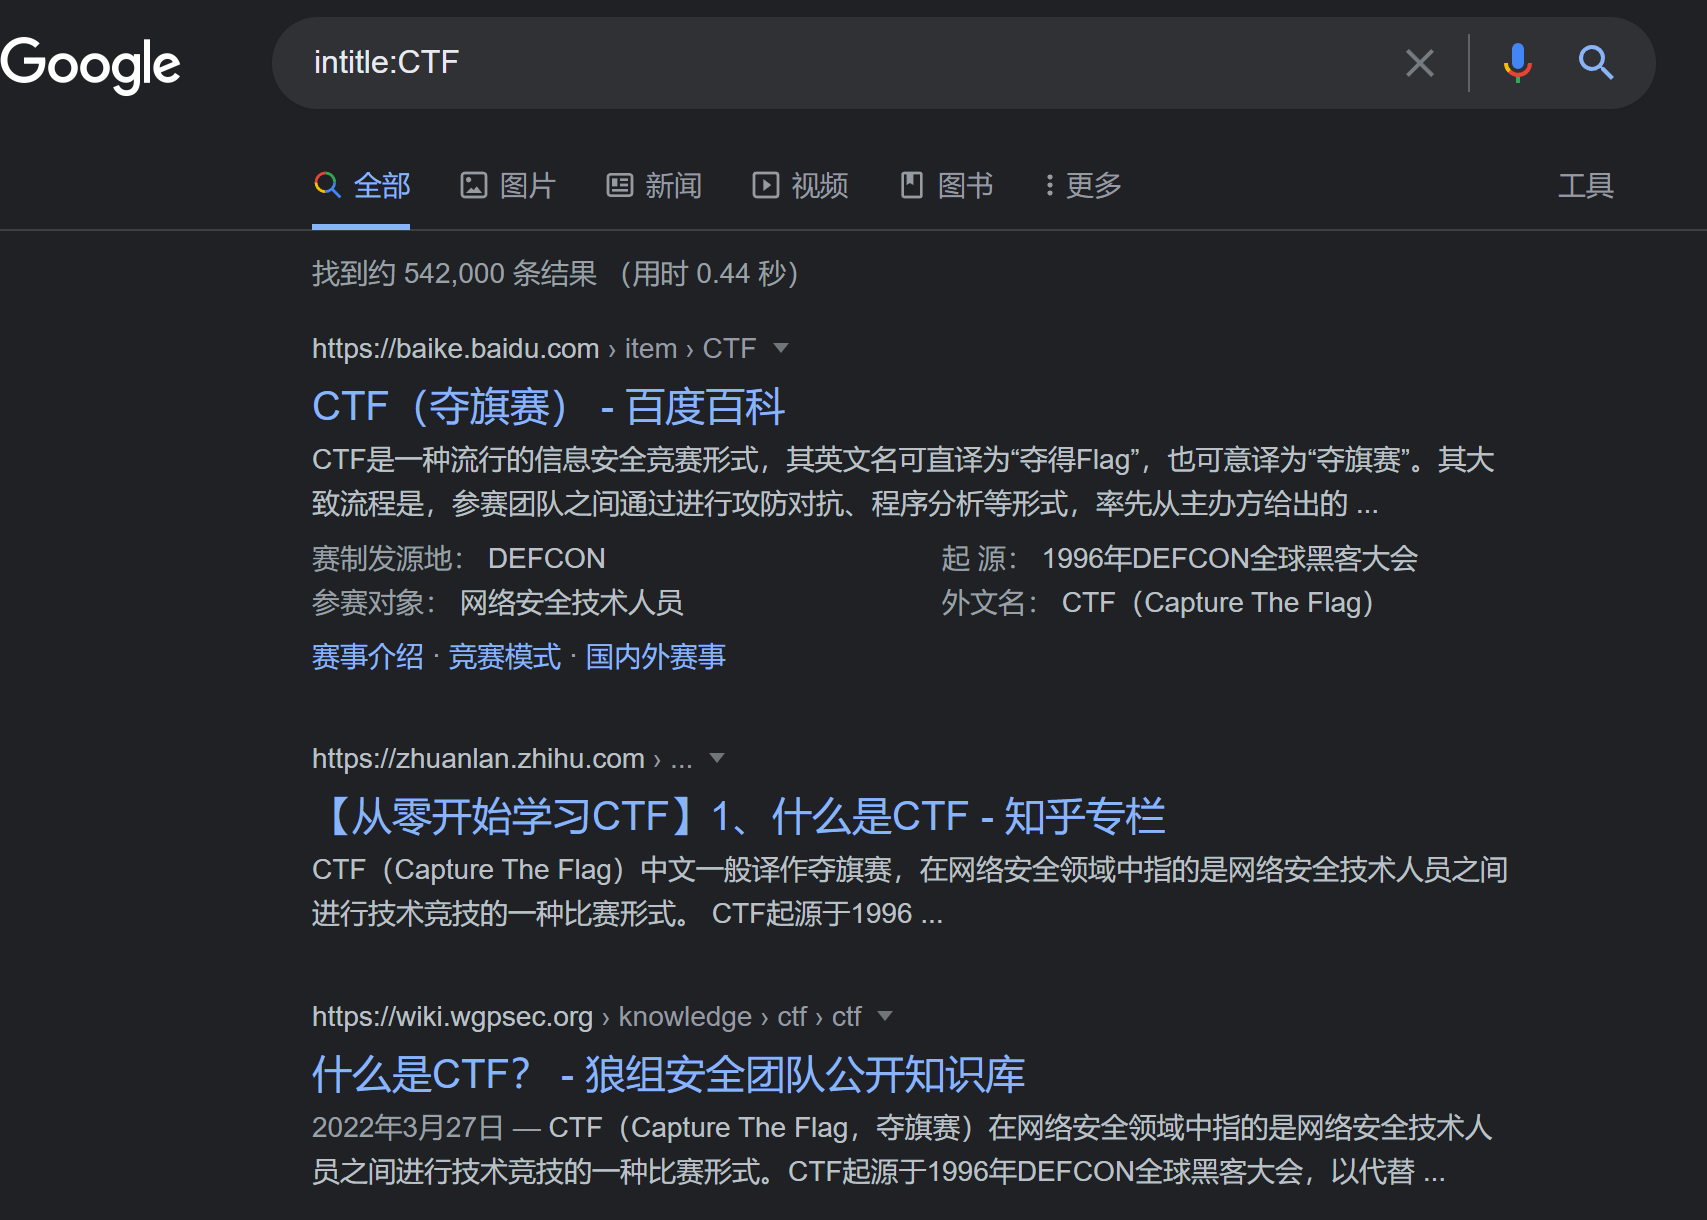 Google
intitle:CTF
全部 图片 新闻 视频 图书 更多 工具
找到约 542,000 条结果 （用时 0.44 秒）
https://baike.baidu.com › item › CTF
CTF（夺旗赛） - 百度百科
CTF是一种流行的信息安全竞赛形式，其英文名可直译为“夺得Flag”，也可意译为“夺旗赛”。其大
致流程是，参赛团队之间通过进行攻防对抗、程序分析等形式，率先从主办方给出的 ...
赛制发源地： DEFCON 起 源： 1996年DEFCON全球黑客大会
参赛对象： 网络安全技术人员 外文名： CTF（Capture The Flag）
赛事介绍 · 竞赛模式 · 国内外赛事
https://zhuanlan.zhihu.com › ...
【从零开始学习CTF】1、什么是CTF - 知乎专栏
CTF（Capture The Flag）中文一般译作夺旗赛，在网络安全领域中指的是网络安全技术人员之间
进行技术竞技的一种比赛形式。 CTF起源于1996 ...
https://wiki.wgpsec.org › knowledge › ctf › ctf
什么是CTF？ - 狼组安全团队公开知识库
2022年3月27日 — CTF（Capture The Flag，夺旗赛）在网络安全领域中指的是网络安全技术人
员之间进行技术竞技的一种比赛形式。CTF起源于1996年DEFCON全球黑客大会，以代替 ...